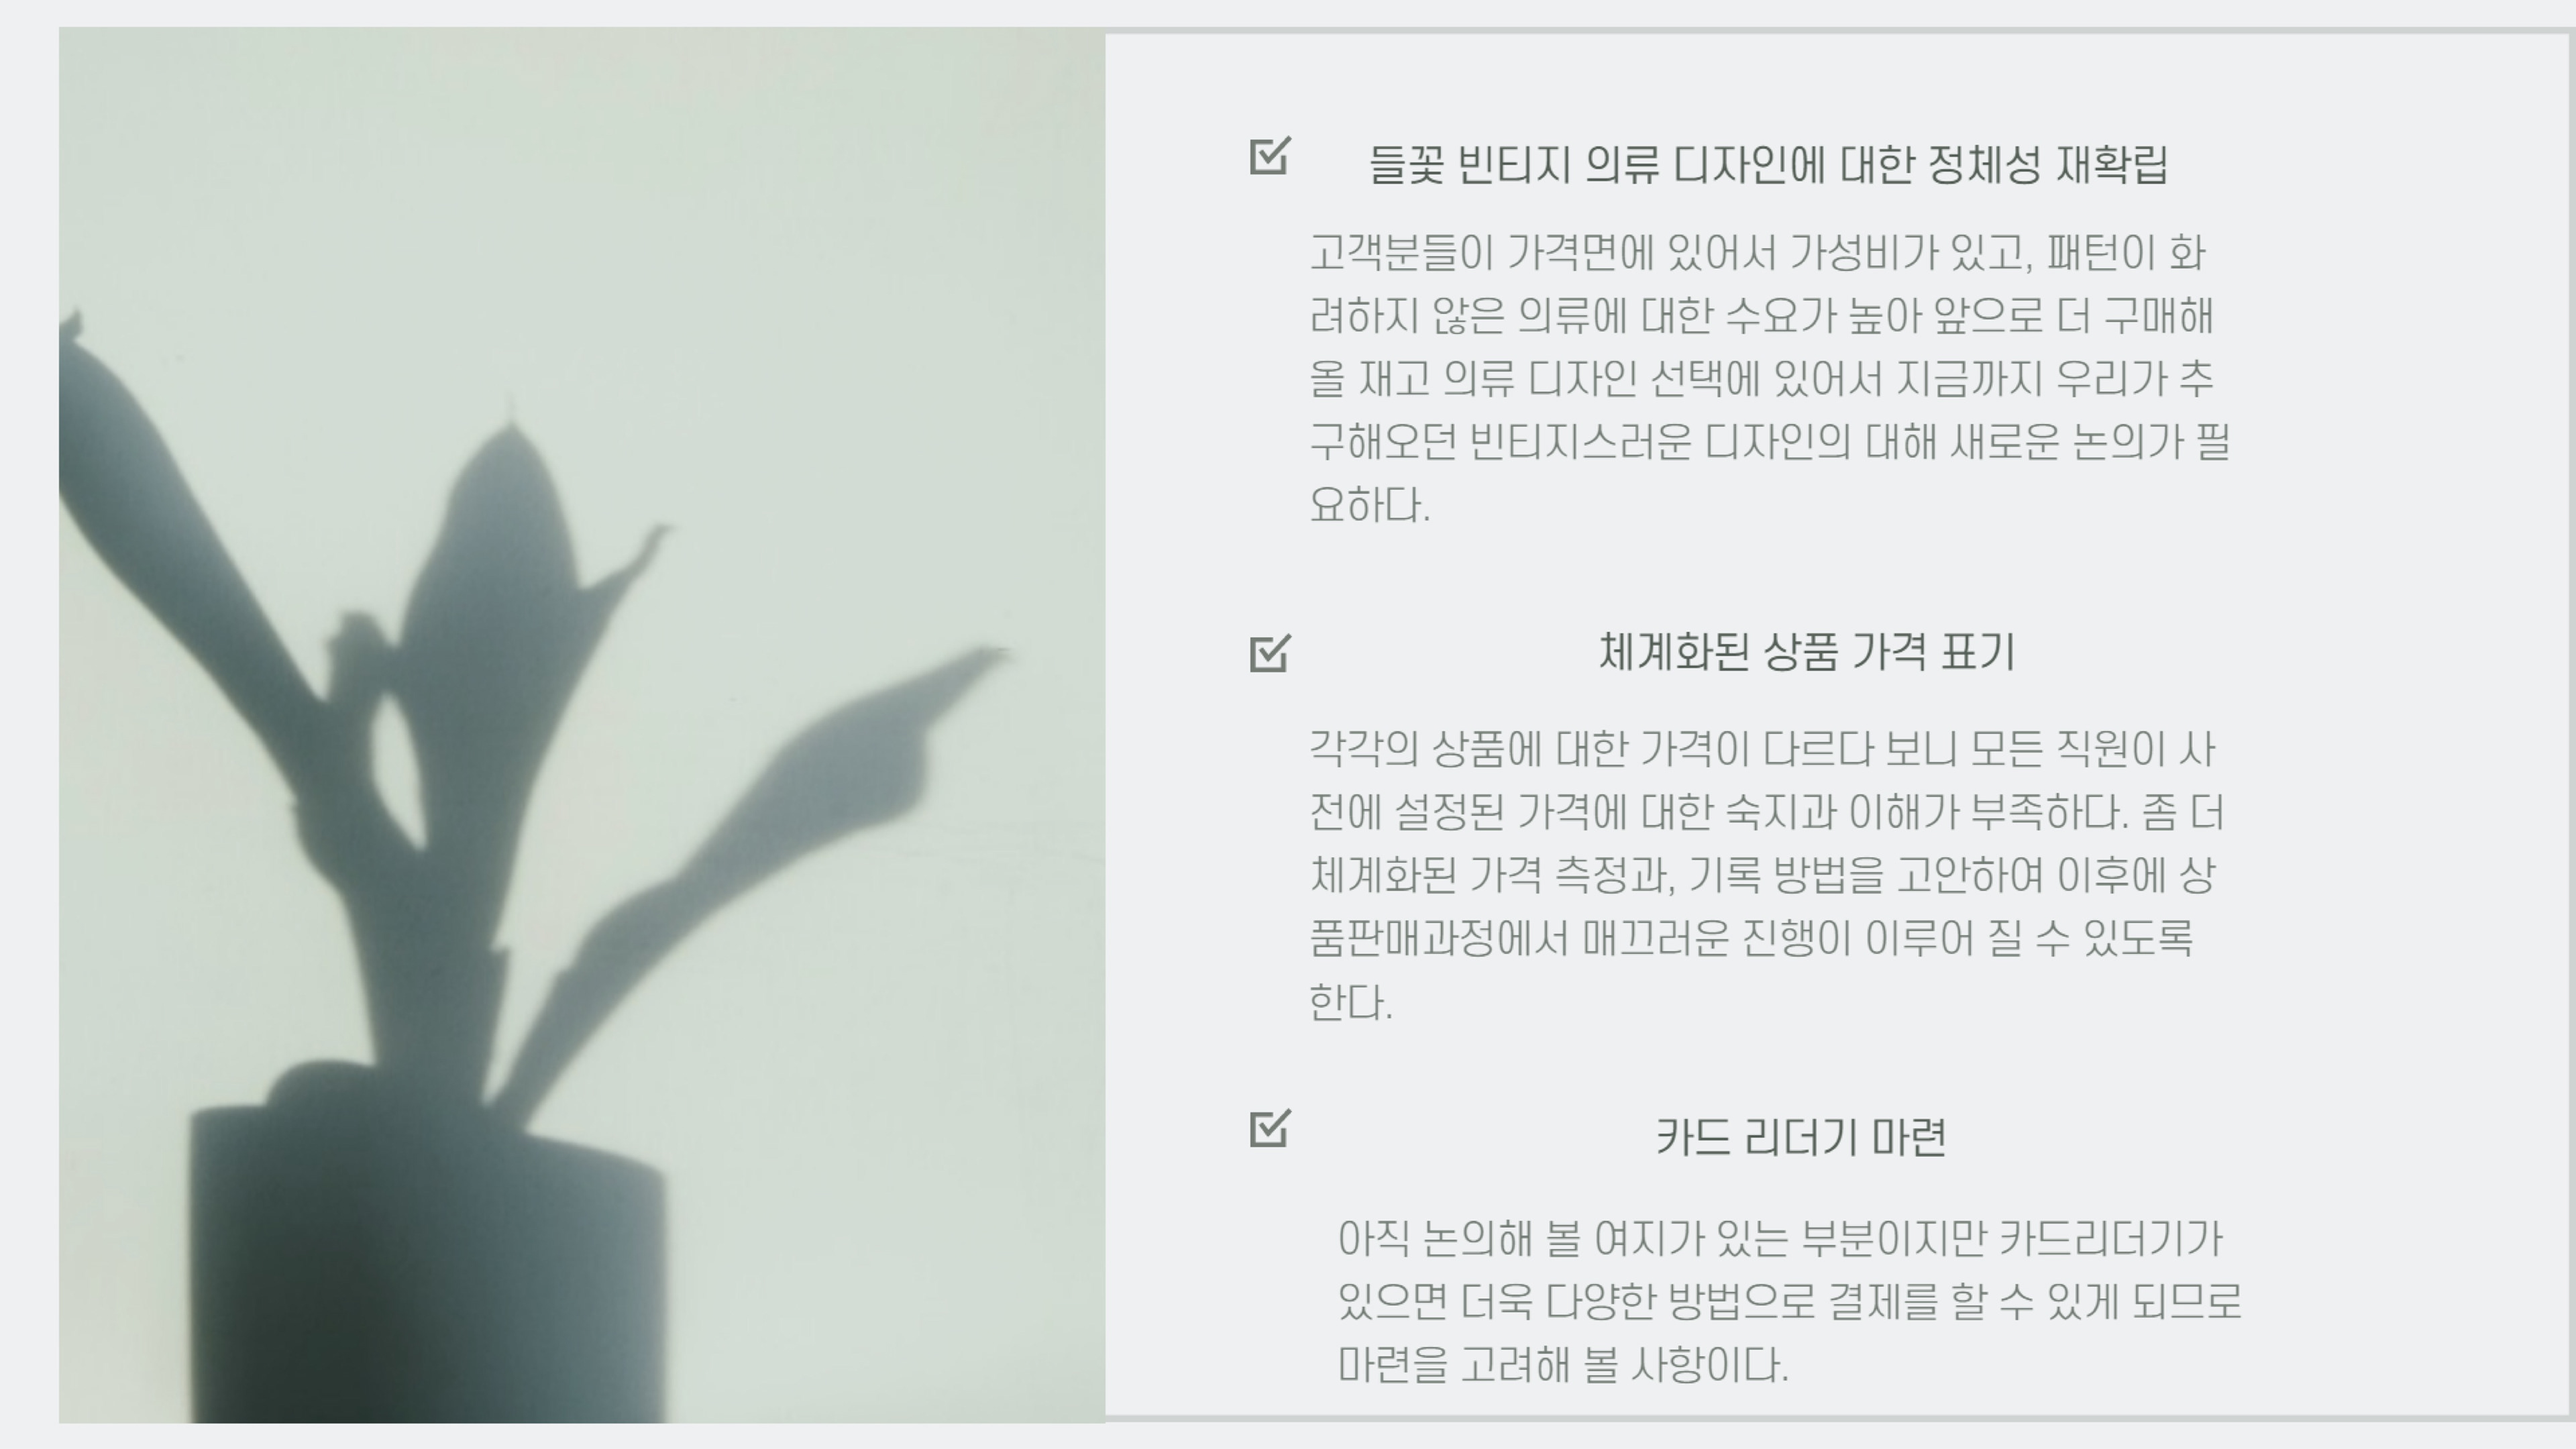 들꽃 빈티지 의류 디자인에 대한 정체성 재확립
고객분들이 가격면에 있어서 가성비가 있고, 패턴이 화
려하지 않은 의류에 대한 수요가 높아 앞으로 더 구매해
올 재고 의류 디자인 선택에 있어서 지금까지 우리가 추
구해오던 빈티지스러운 디자인의 대해 새로운 논의가 필
요하다.
체계화된 상품 가격 표기
각각의 상품에 대한 가격이 다르다 보니 모든 직원이 사
전에 설정된 가격에 대한 숙지과 이해가 부족하다. 좀 더
체계화된 가격 측정과, 기록 방법을 고안하여 이후에 상
품판매과정에서 매끄러운 진행이 이루어 질 수 있도록
한다.
카드 리더기 마련
아직 논의해 볼 여지가 있는 부분이지만 카드리더기가
있으면 더욱 다양한 방법으로 결제를 할 수 있게 되므로
마련을 고려해 볼 사항이다.